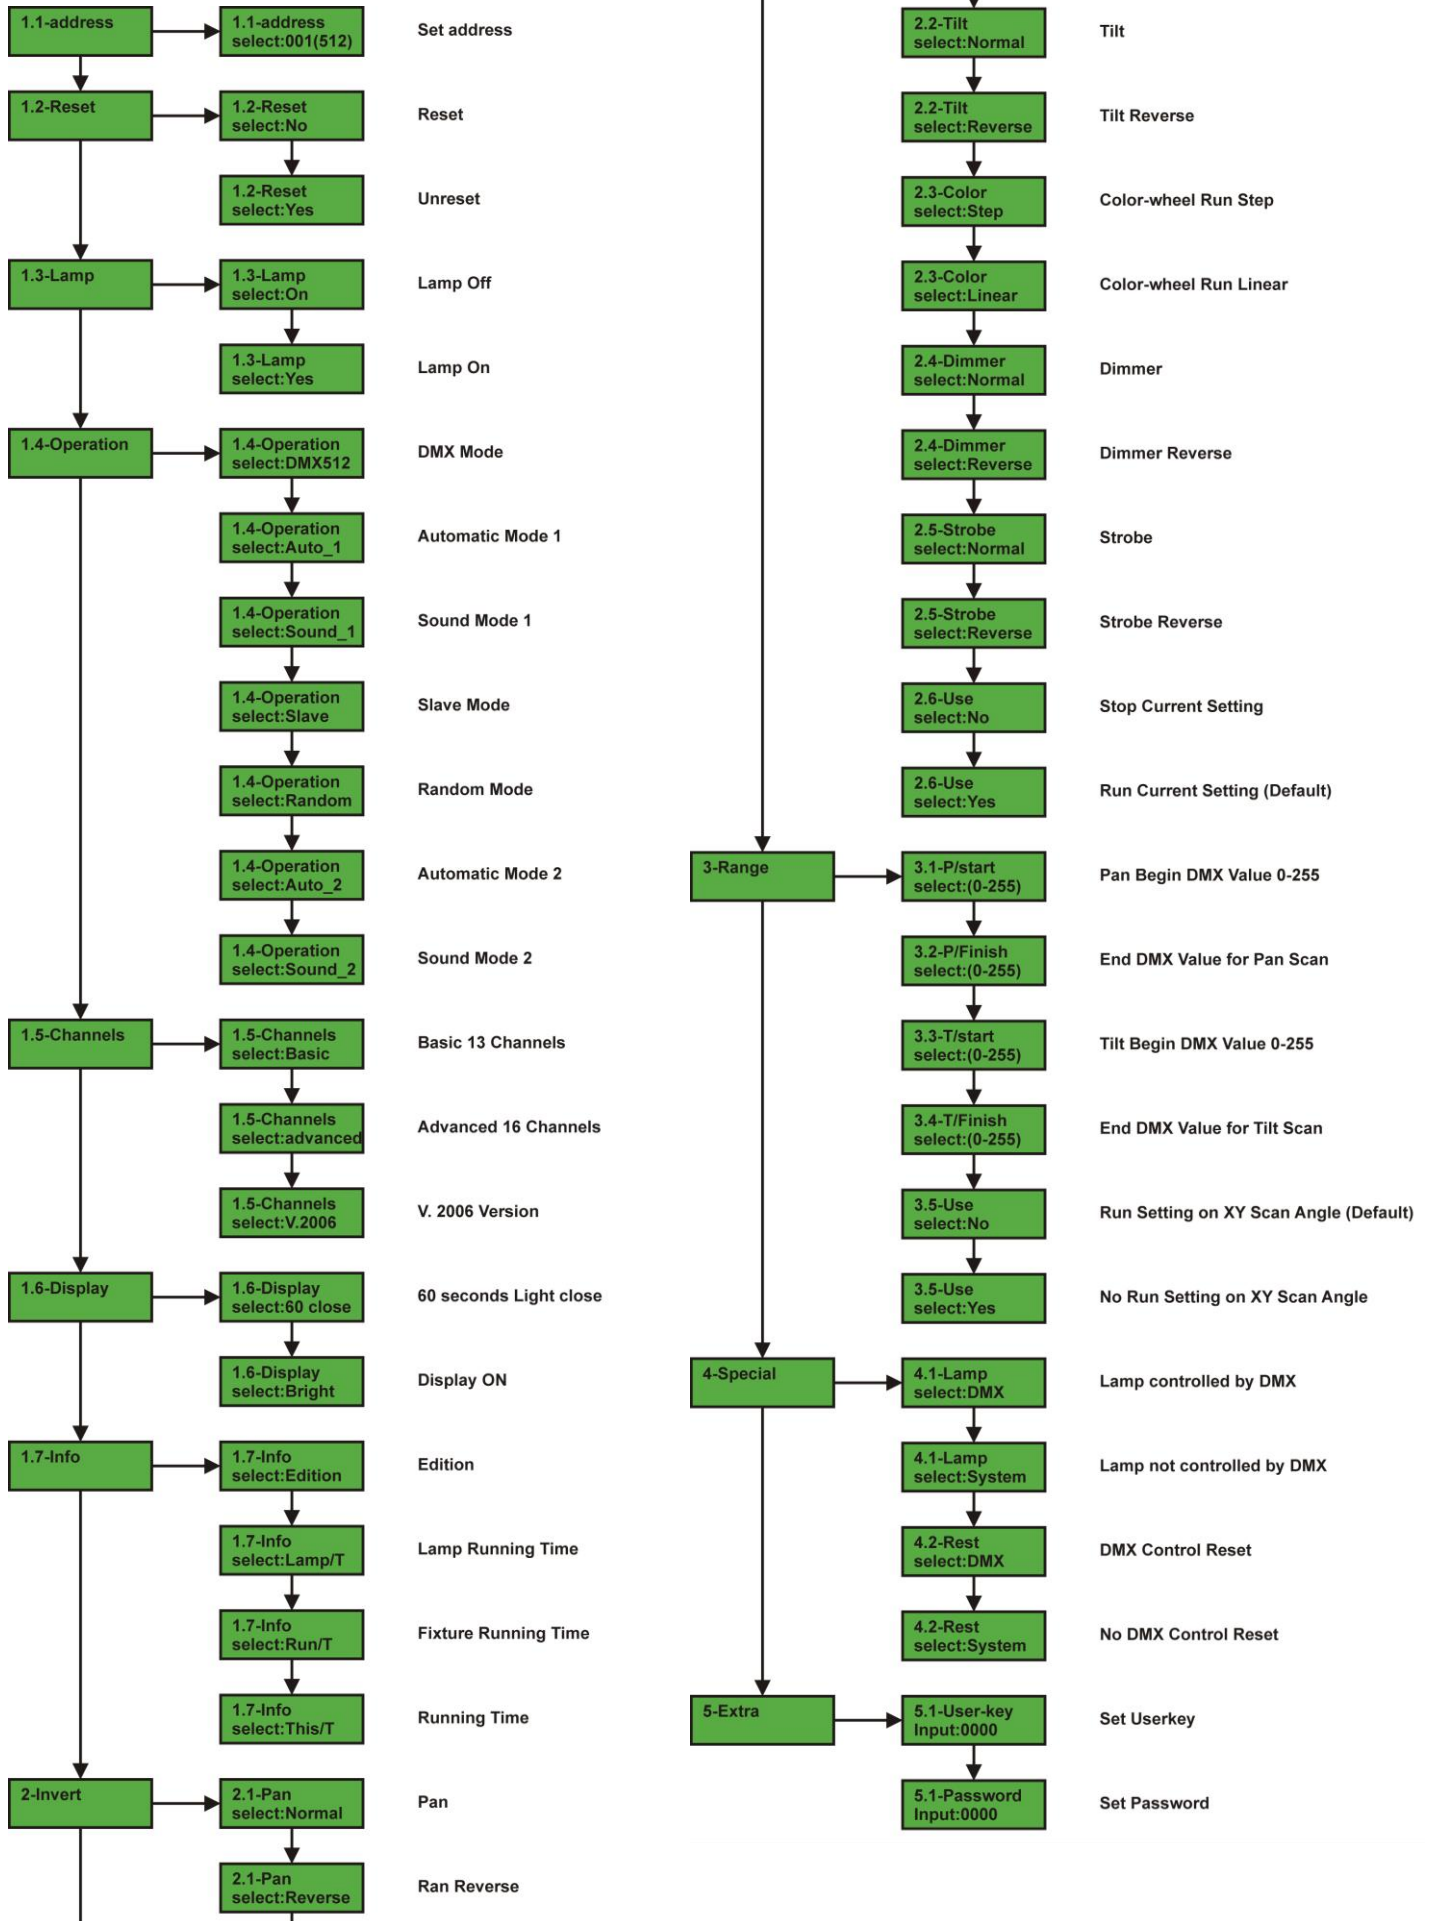 1.1-address
1.1-address
select:001(512)
Set address
1.2-Reset
1.2-Reset
select:No
Reset
1.2-Reset
select:Yes
Unreset
1.3-Lamp
1.3-Lamp
select:On
Lamp Off
1.3-Lamp
select:Yes
Lamp On
1.4-Operation
1.4-Operation
select:DMX512
DMX Mode
1.4-Operation
select:Auto_1
Automatic Mode 1
1.4-Operation
select:Sound_1
Sound Mode 1
1.4-Operation
select:Slave
Slave Mode
1.4-Operation
select:Random
Random Mode
1.4-Operation
select:Auto_2
Automatic Mode 2
1.4-Operation
select:Sound_2
Sound Mode 2
1.5-Channels
1.5-Channels
select:Basic
Basic 13 Channels
1.5-Channels
select:advanced
Advanced 16 Channels
1.5-Channels
select:V.2006
V. 2006 Version
1.6-Display
1.6-Display
select:60 close
60 seconds Light close
1.6-Display
select:Bright
Display ON
1.7-Info
1.7-Info
select:Edition
Edition
1.7-Info
select:Lamp/T
Lamp Running Time
1.7-Info
select:Run/T
Fixture Running Time
1.7-Info
select:This/T
Running Time
2-Invert
2.1-Pan
select:Normal
Pan
2.1-Pan
select:Reverse
Ran Reverse
2.2-Tilt
select:Normal
Tilt
2.2-Tilt
select:Reverse
Tilt Reverse
2.3-Color
select:Step
Color-wheel Run Step
2.3-Color
select:Linear
Color-wheel Run Linear
2.4-Dimmer
select:Normal
Dimmer
2.4-Dimmer
select:Reverse
Dimmer Reverse
2.5-Strobe
select:Normal
Strobe
2.5-Strobe
select:Reverse
Strobe Reverse
2.6-Use
select:No
Stop Current Setting
2.6-Use
select:Yes
Run Current Setting (Default)
3-Range
3.1-P/start
select:(0-255)
Pan Begin DMX Value 0-255
3.2-P/Finish
select:(0-255)
End DMX Value for Pan Scan
3.3-T/start
select:(0-255)
Tilt Begin DMX Value 0-255
3.4-T/Finish
select:(0-255)
End DMX Value for Tilt Scan
3.5-Use
select:No
Run Setting on XY Scan Angle (Default)
3.5-Use
select:Yes
No Run Setting on XY Scan Angle
4-Special
4.1-Lamp
select:DMX
Lamp controlled by DMX
4.1-Lamp
select:System
Lamp not controlled by DMX
4.2-Rest
select:DMX
DMX Control Reset
4.2-Rest
select:System
No DMX Control Reset
5-Extra
5.1-User-key
Input:0000
Set Userkey
5.1-Password
Input:0000
Set Password